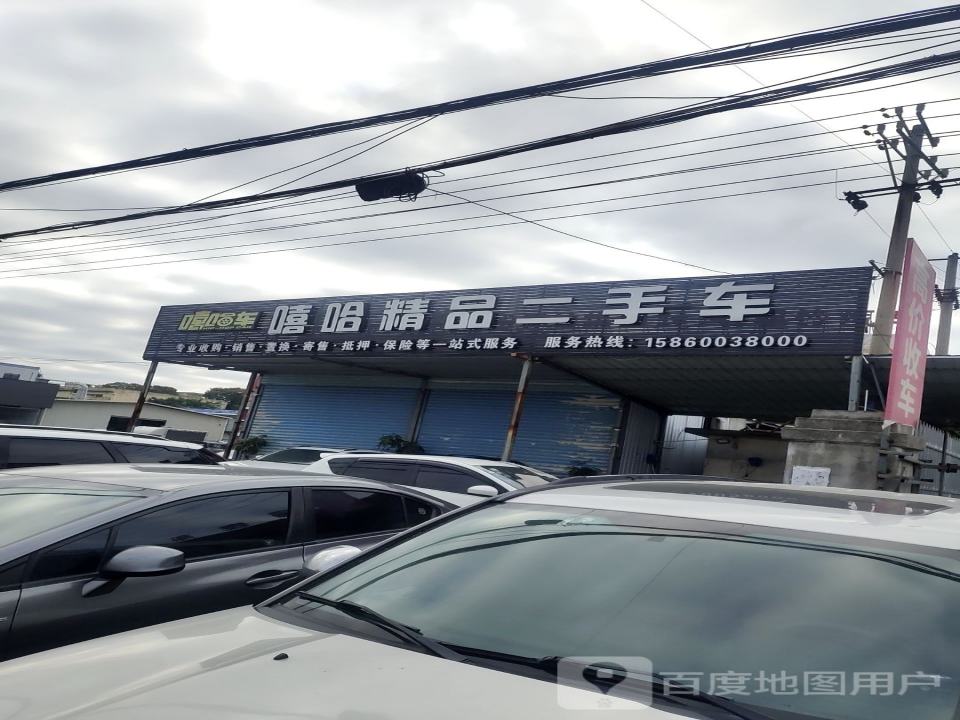 嘻哈车
嘻哈精品二手车
专业收购·销售·置换·寄售·抵押·保险等一站式服务 服务热线：15860038000
高价收车
百度地图用户